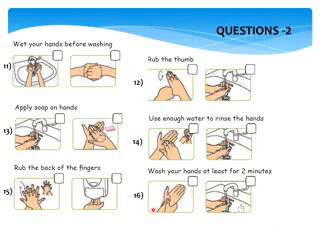 QUESTIONS -2
Wet your hands before washing
11)
Rub the thumb
12)
Apply soap on hands
13)
Use enough water to rinse the hands
14)
Rub the back of the fingers
15)
Wash your hands at least for 2 minutes
16)